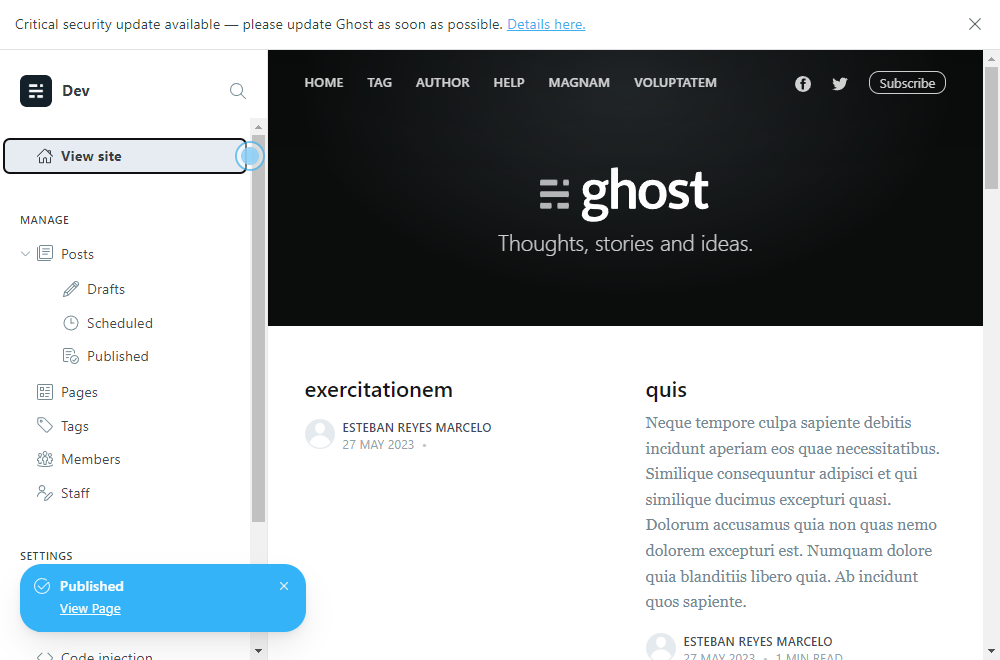 Critical security update available — please update Ghost as soon as possible. Details here.
Dev
View site
MANAGE
Posts
Drafts
Scheduled
Published
Pages
Tags
Members
Staff
SETTINGS
Published
View Page
Code injection
HOME TAG AUTHOR HELP MAGNAM VOLUPTATEM Subscribe
ghost
Thoughts, stories and ideas.
exercitationem
ESTEBAN REYES MARCELO
27 MAY 2023 •
quis
Neque tempore culpa sapiente debitis
incidunt aperiam eos quae necessitatibus.
Similique consequuntur adipisci et qui
similique ducimus excepturi quasi.
Dolorum accusamus quia non quas nemo
dolorem excepturi est. Numquam dolore
quia blanditiis libero quia. Ab incidunt
quos sapiente.
ESTEBAN REYES MARCELO
27 MAY 2023 • 1 MIN READ